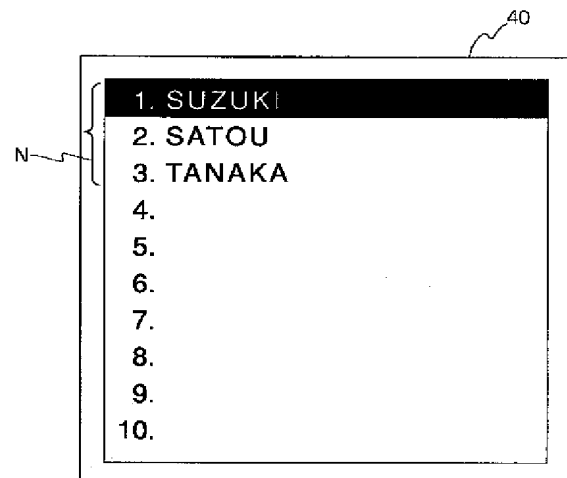 40
1. SUZUKI
2. SATOU
N
3. TANAKA
4.
5.
6.
7.
8.
9.
10.